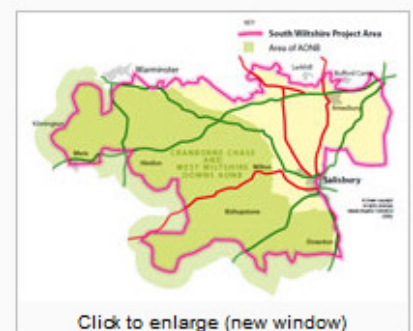 KEY
South Wiltshire Project Area
Area of AONB
Warminster
Larkhill
Bulford Camp
Amesbury
Kilmington
Mere
Hindon
CRANBORNE CHASE
AND
WEST WILTSHIRE
DOWNS AONB
Wilton
Salisbury
Bishopstone
Downton
Click to enlarge (new window)